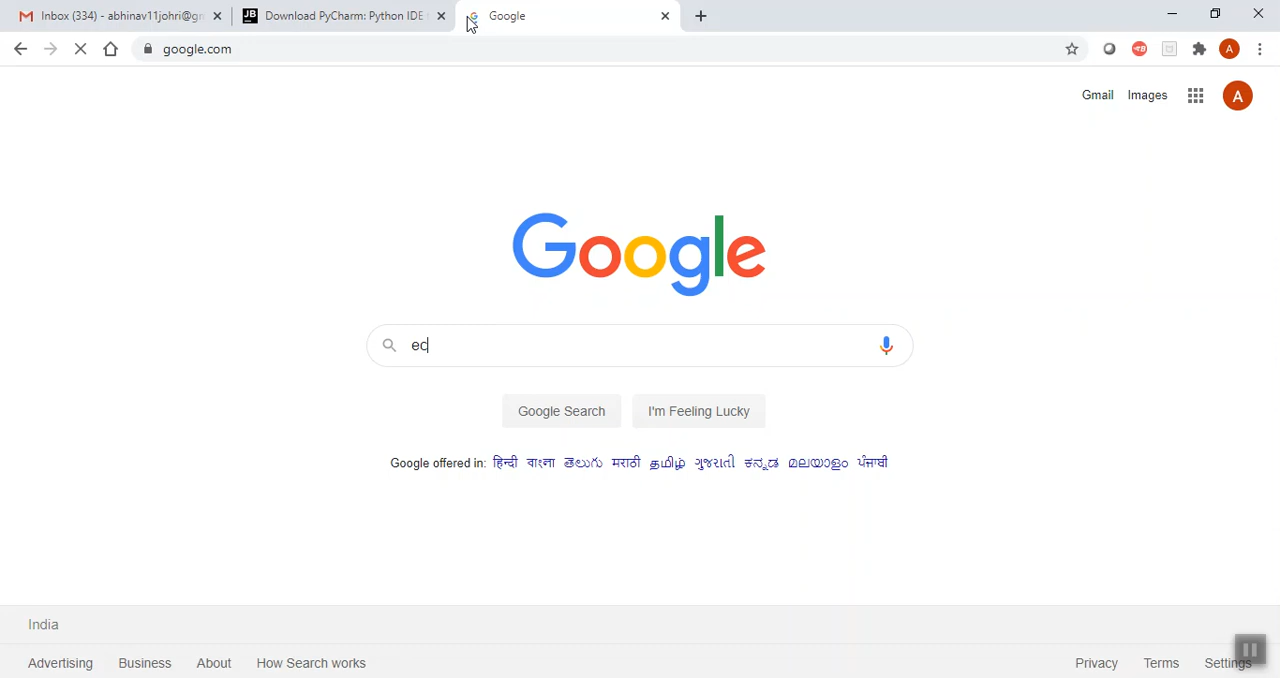 Inbox (334) - abhinav11johri@gm
Download PyCharm: Python IDE
Google
google.com
A
Gmail Images A
Google
ec
Google Search I'm Feeling Lucky
Google offered in: हिन्दी বাংলা తెలుగు मराठी தமிழ் ગુજરાતી ಕನ್ನಡ മലയാളം ਪੰਜਾਬੀ
India
Advertising Business About How Search works Privacy Terms Settings